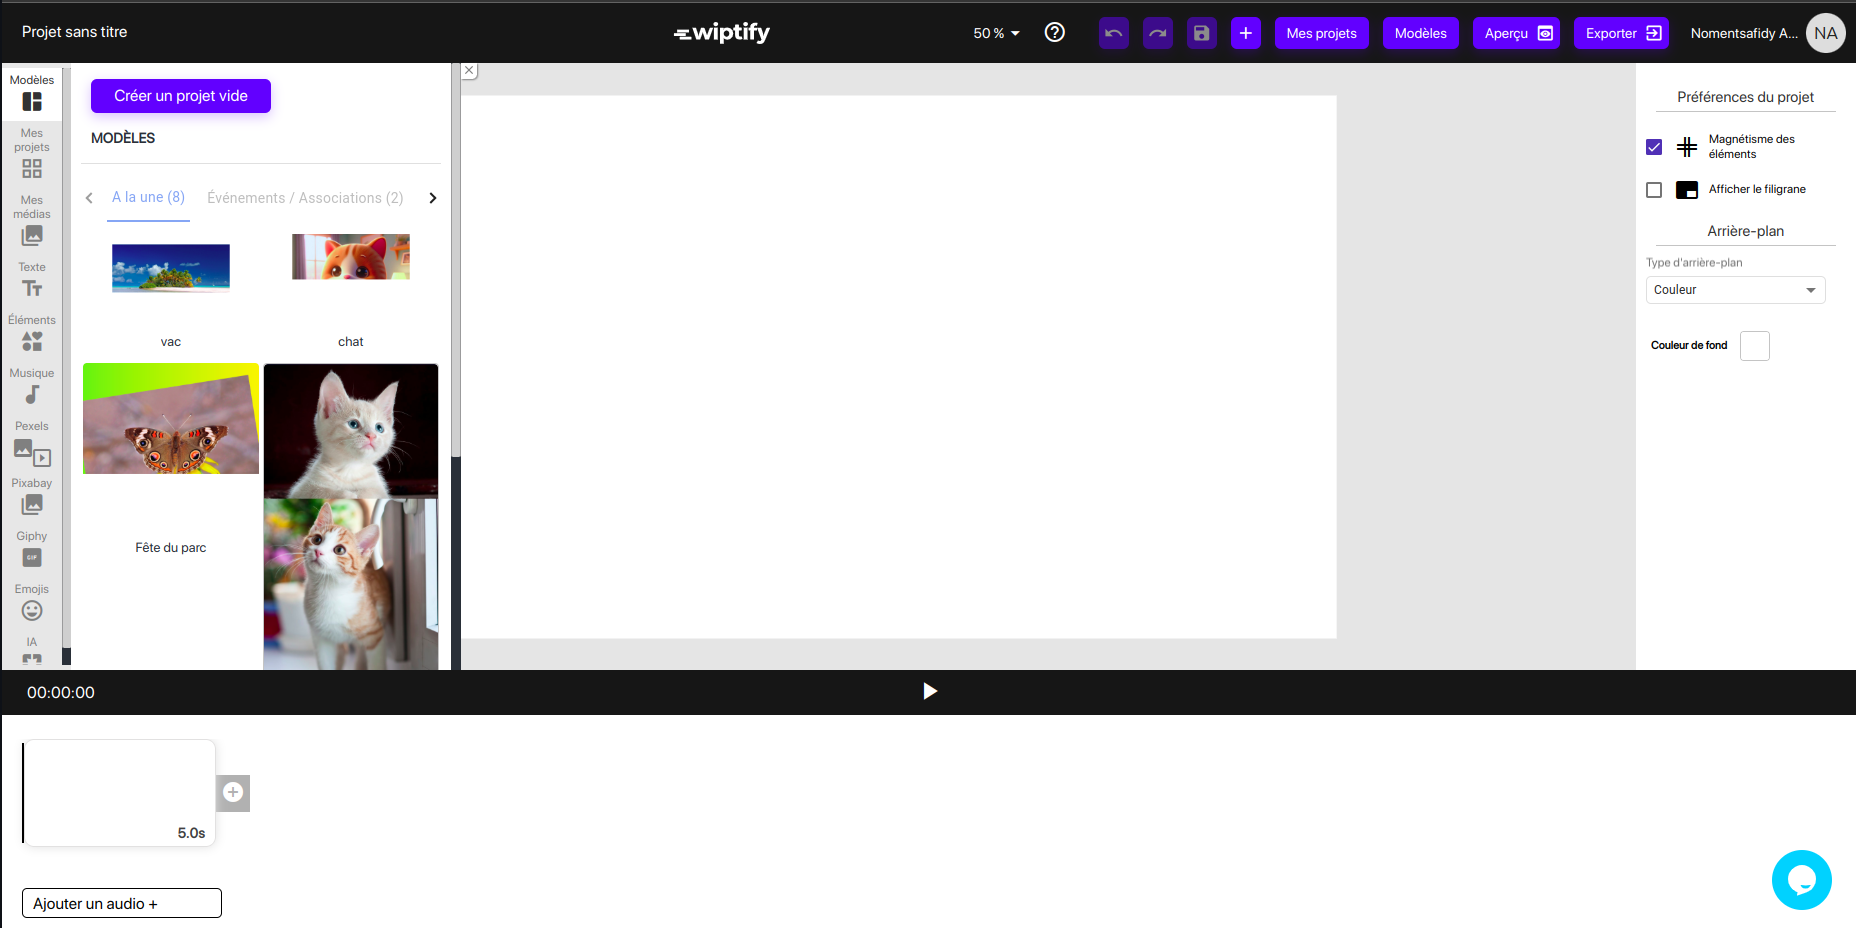 Projet sans titre
wiptify
50 %
Mes projets
Modèles
Aperçu
Exporter
Nomentsafidy A...
NA
Modèles
Mes
projets
Mes
médias
Texte
Éléments
Musique
Pexels
Pixabay
Giphy
GIF
Emojis
IA
Créer un projet vide
MODÈLES
A la une (8)
Événements / Associations (2)
vac
chat
Fête du parc
Préférences du projet
Magnétisme des
éléments
Afficher le filigrane
Arrière-plan
Type d'arrière-plan
Couleur
Couleur de fond
00:00:00
5.0s
Ajouter un audio +